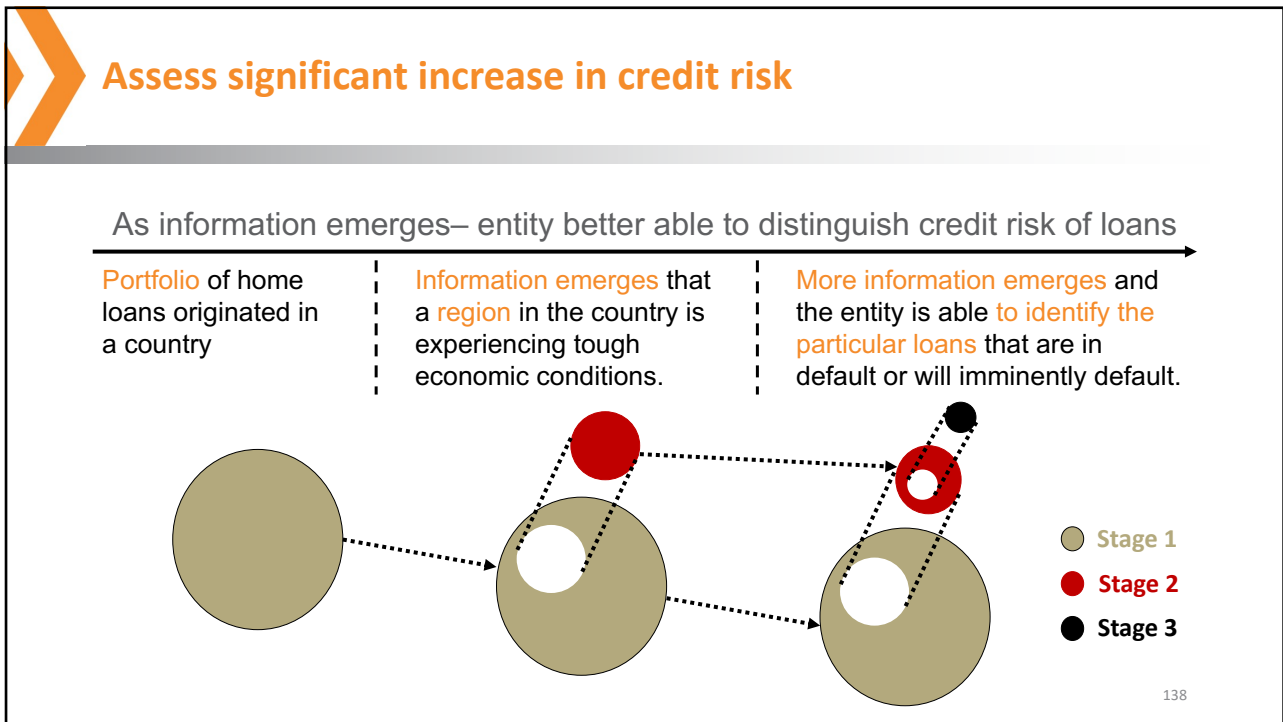 Assess significant increase in credit risk
As information emerges– entity better able to distinguish credit risk of loans
Portfolio of home
loans originated in
a country
Information emerges that
a region in the country is
experiencing tough
economic conditions.
More information emerges and
the entity is able to identify the
particular loans that are in
default or will imminently default.
Stage 1
Stage 2
Stage 3
138